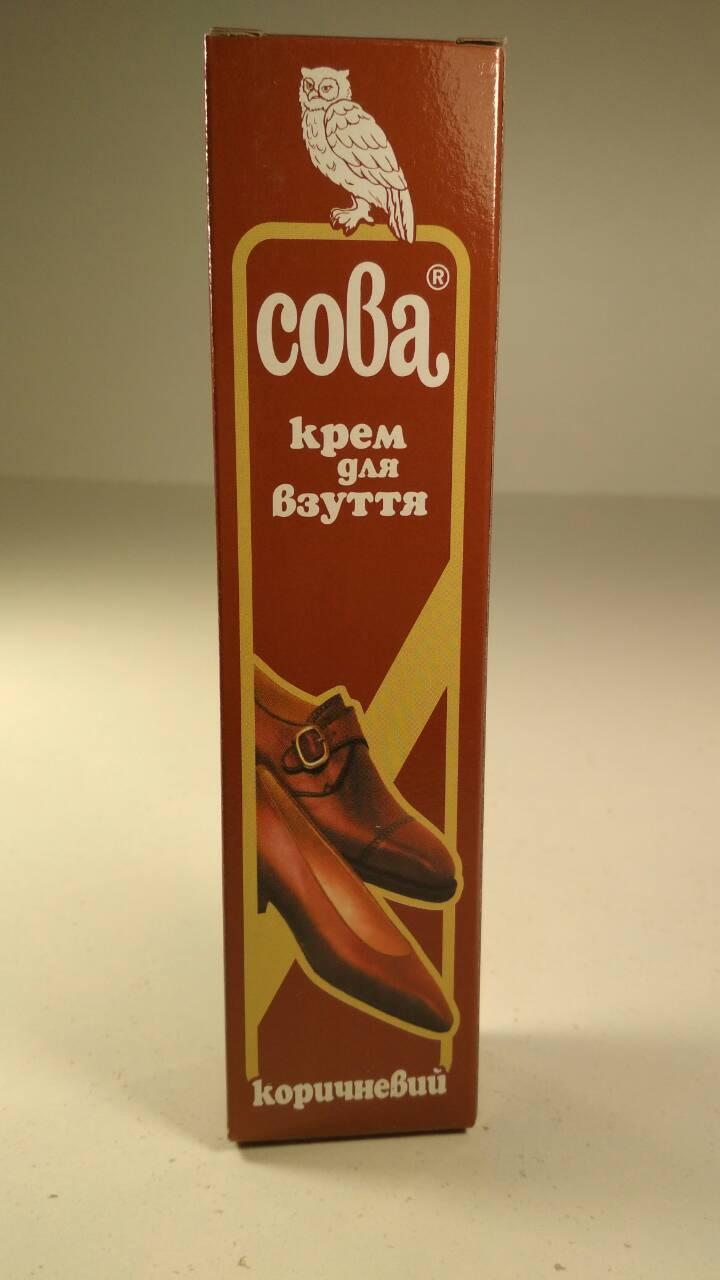 сова®
крем
для
взуття
коричневий